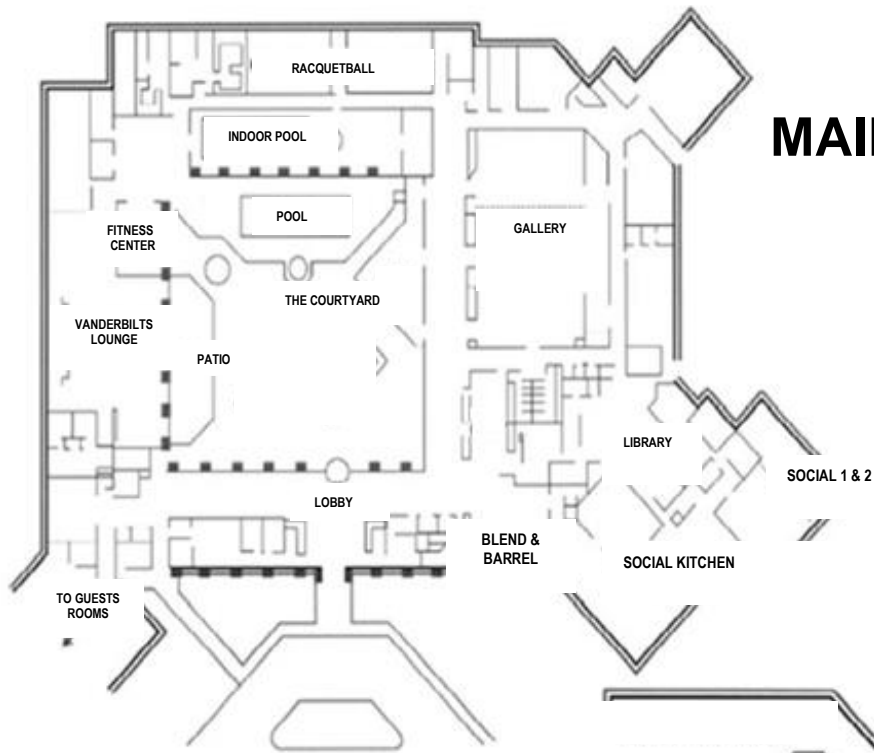 RACQUETBALL
MAI
INDOOR POOL
POOL
FITNESS
CENTER
GALLERY
THE COURTYARD
VANDERBILTS
LOUNGE
PATIO
LIBRARY
SOCIAL 1 & 2
LOBBY
BLEND &
BARREL
SOCIAL KITCHEN
TO GUESTS
ROOMS